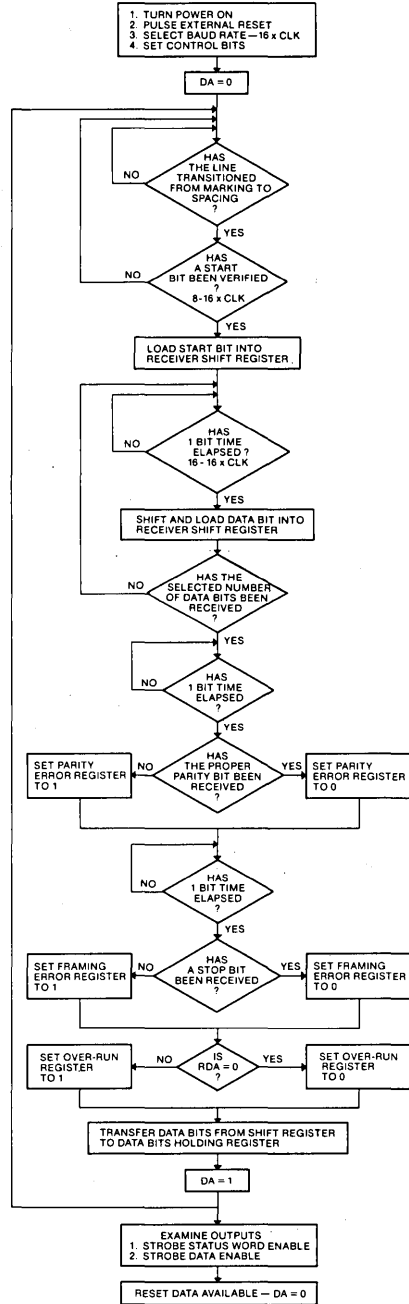 1. TURN POWER ON
2. PULSE EXTERNAL RESET
3. SELECT BAUD RATE—16 x CLK
4. SET CONTROL BITS
DA = 0
HAS
THE LINE
TRANSITIONED
FROM MARKING TO
SPACING
?
NO
YES
HAS
A START
BIT BEEN VERIFIED
?
8-16 x CLK
NO
YES
LOAD START BIT INTO
RECEIVER SHIFT REGISTER.
HAS
1 BIT TIME
ELAPSED ?
16 - 16 x CLK
NO
YES
SHIFT AND LOAD DATA BIT INTO
RECEIVER SHIFT REGISTER
HAS THE
SELECTED NUMBER
OF DATA BITS BEEN
RECEIVED
?
NO
YES
HAS
1 BIT TIME
ELAPSED
?
NO
YES
HAS
THE PROPER
PARITY BIT BEEN
RECEIVED
?
NO
YES
SET PARITY
ERROR REGISTER
TO 1
SET PARITY
ERROR REGISTER
TO 0
HAS
1 BIT TIME
ELAPSED
?
NO
YES
HAS
A STOP BIT
BEEN RECEIVED
?
NO
YES
SET FRAMING
ERROR REGISTER
TO 1
SET FRAMING
ERROR REGISTER
TO 0
IS
RDA = 0
?
NO
YES
SET OVER-RUN
REGISTER
TO 1
SET OVER-RUN
REGISTER
TO 0
TRANSFER DATA BITS FROM SHIFT REGISTER
TO DATA BITS HOLDING REGISTER
DA = 1
EXAMINE OUTPUTS
1. STROBE STATUS WORD ENABLE
2. STROBE DATA ENABLE
RESET DATA AVAILABLE — DA = 0